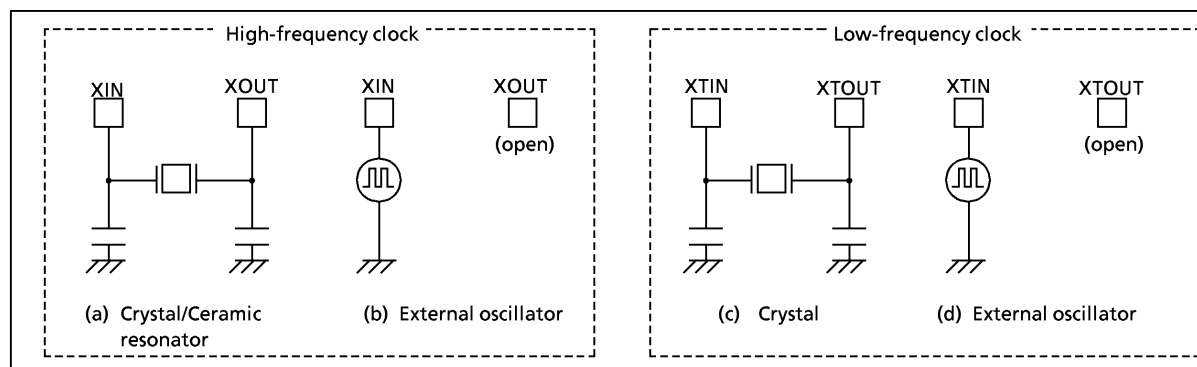 High-frequency clock
Low-frequency clock
XIN
XOUT
XIN
XOUT
(open)
XTIN
XTOUT
XTIN
XTOUT
(open)
(a) Crystal/Ceramic
resonator
(b) External oscillator
(c) Crystal
(d) External oscillator